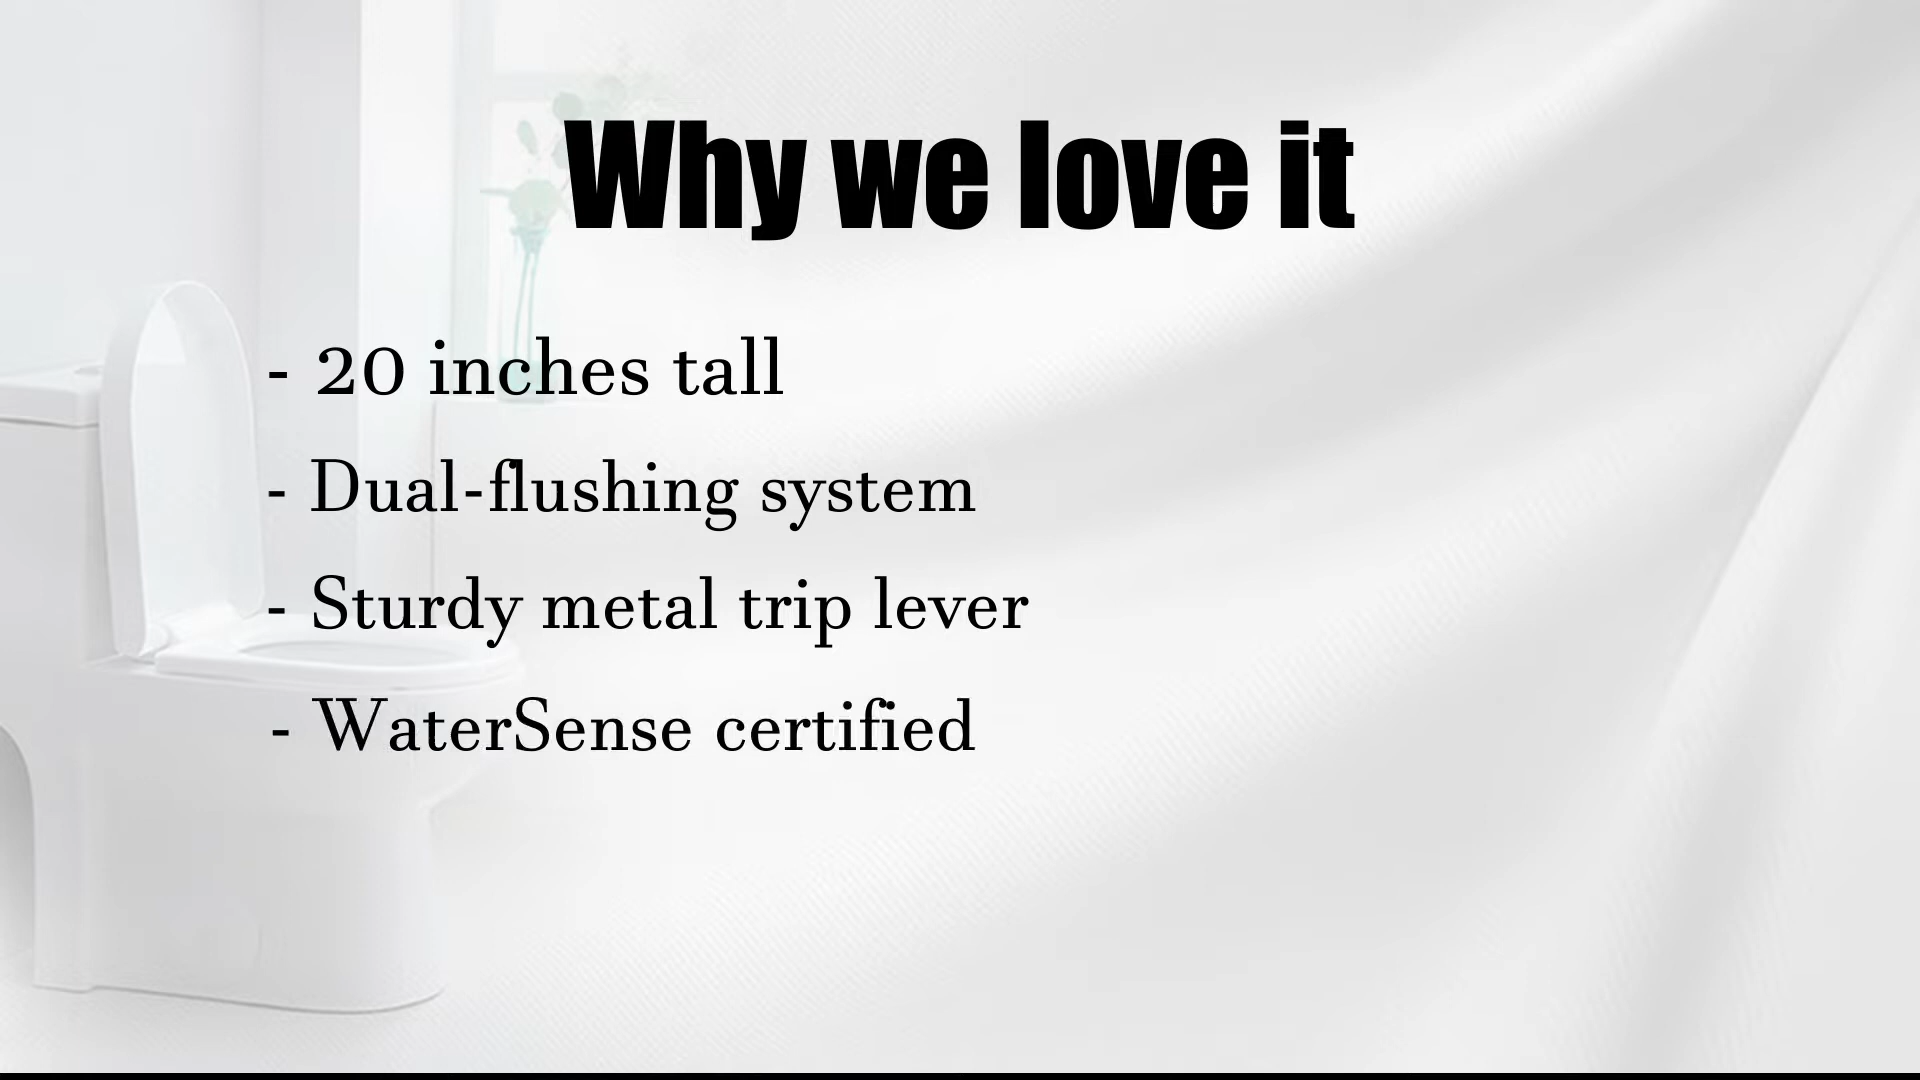 Why we love it
- 20 inches tall
- Dual-flushing system
- Sturdy metal trip lever
- WaterSense certified